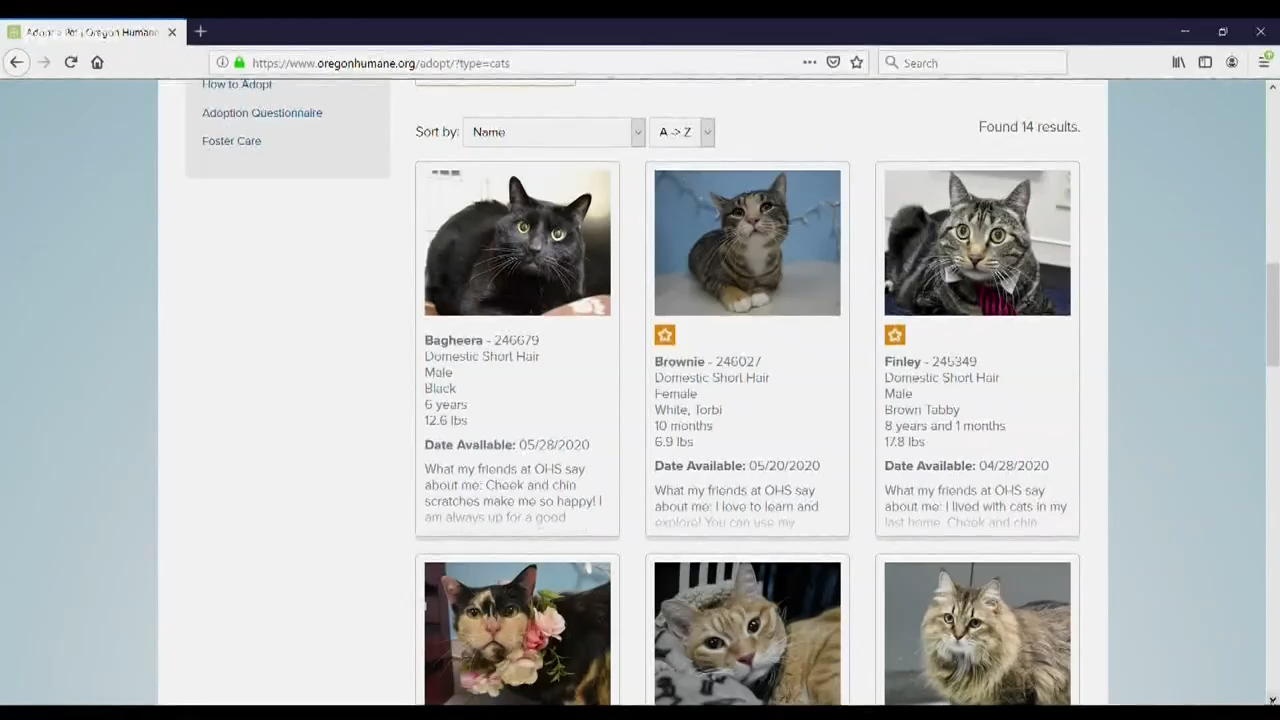 Adopt a Pet | Oregon Humane
https://www.oregonhumane.org/adopt/?type=cats
Search
How to Adopt
Adoption Questionnaire
Foster Care
Sort by:
Name
A -> Z
Found 14 results.
Bagheera - 246679
Domestic Short Hair
Male
Black
6 years
12.6 lbs
Date Available: 05/28/2020
What my friends at OHS say
about me: Cheek and chin
scratches make me so happy! I
am always up for a good
Brownie - 246027
Domestic Short Hair
Female
White, Torbi
10 months
6.9 lbs
Date Available: 05/20/2020
What my friends at OHS say
about me: I love to learn and
explore! You can use my
Finley - 245349
Domestic Short Hair
Male
Brown Tabby
8 years and 1 months
17.8 lbs
Date Available: 04/28/2020
What my friends at OHS say
about me: I lived with cats in my
last home. Cheek and chin